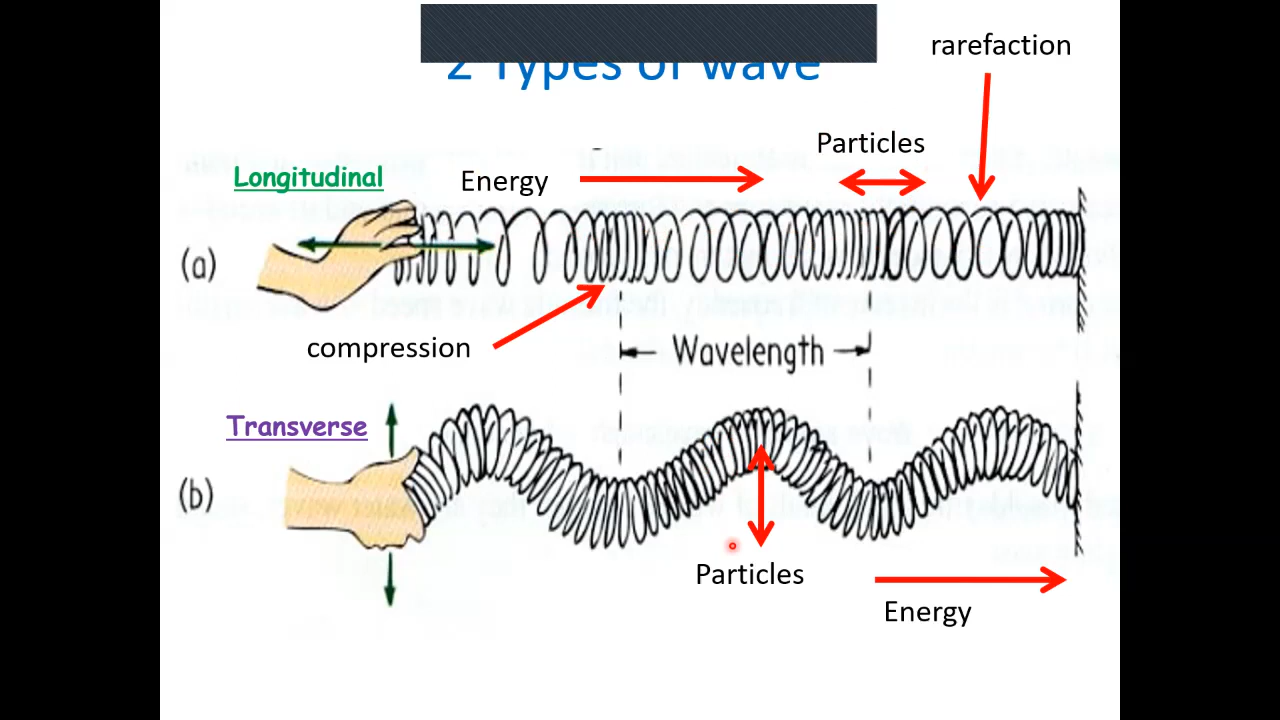 2 Types of wave
rarefaction
Particles
Longitudinal
Energy
(a)
compression
Wavelength
Transverse
(b)
Particles
Energy